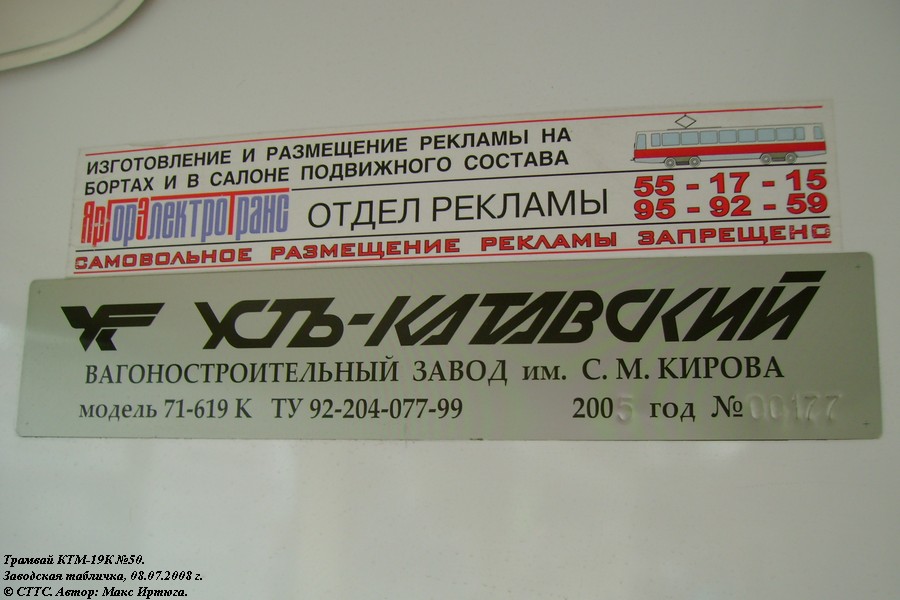 ИЗГОТОВЛЕНИЕ И РАЗМЕЩЕНИЕ РЕКЛАМЫ НА
БОРТАХ И В САЛОНЕ ПОДВИЖНОГО СОСТАВА
ЯрГорЭлектроТранс ОТДЕЛ РЕКЛАМЫ 55 - 17 - 15
95 - 92 - 59
САМОВОЛЬНОЕ РАЗМЕЩЕНИЕ РЕКЛАМЫ ЗАПРЕЩЕНО
УСТЬ-КАТАВСКИЙ
ВАГОНОСТРОИТЕЛЬНЫЙ ЗАВОД им. С. М. КИРОВА
модель 71-619 К ТУ 92-204-077-99 2005 год № 00177
Трамвай КТМ-19К №50.
Заводская табличка, 08.07.2008 г.
© СТТС. Автор: Макс Иртюга.